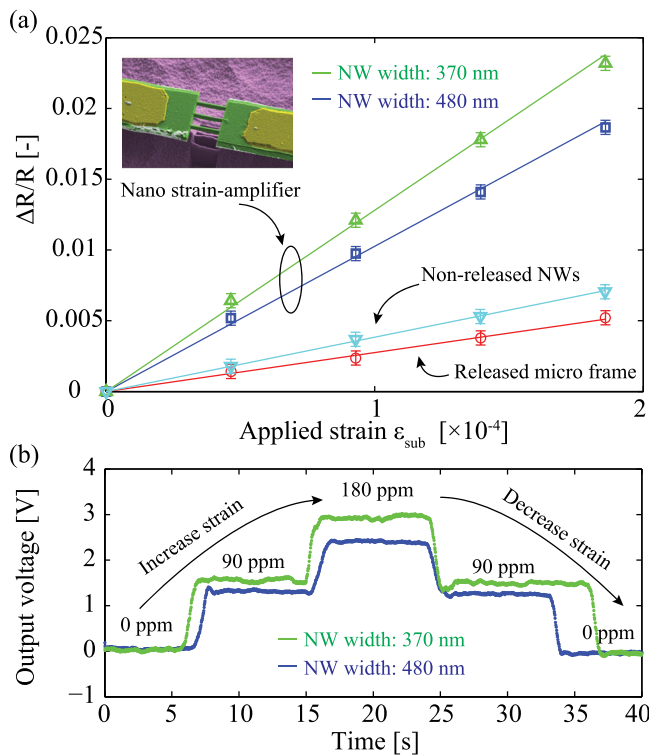 (a)
0.025
0.02
0.015
0.01
0.005
0
ΔR/R [-]
NW width: 370 nm
NW width: 480 nm
Nano strain-amplifier
Non-released NWs
Released micro frame
0 1 2
Applied strain ε_sub [×10⁻⁴]
(b)
4
3
2
1
0
−1
Output voltage [V]
Increase strain
180 ppm
Decrease strain
90 ppm
90 ppm
0 ppm
0 ppm
NW width: 370 nm
NW width: 480 nm
0 5 10 15 20 25 30 35 40
Time [s]